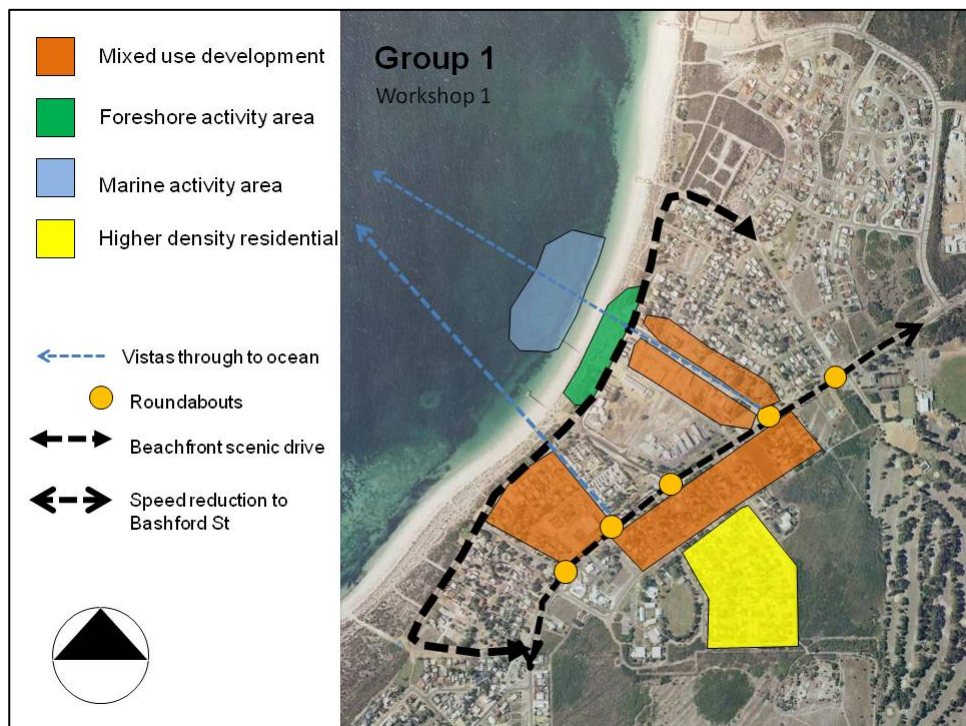 Group 1
Workshop 1
Mixed use development
Foreshore activity area
Marine activity area
Higher density residential
Vistas through to ocean
Roundabouts
Beachfront scenic drive
Speed reduction to
Bashford St